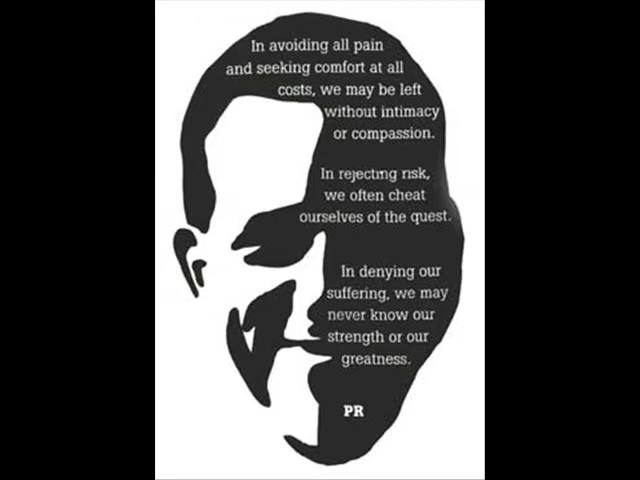 In avoiding all pain
and seeking comfort at all
costs, we may be left
without intimacy
or compassion.
In rejecting risk,
we often cheat
ourselves of the quest.
In denying our
suffering, we may
never know our
strength or our
greatness.
PR